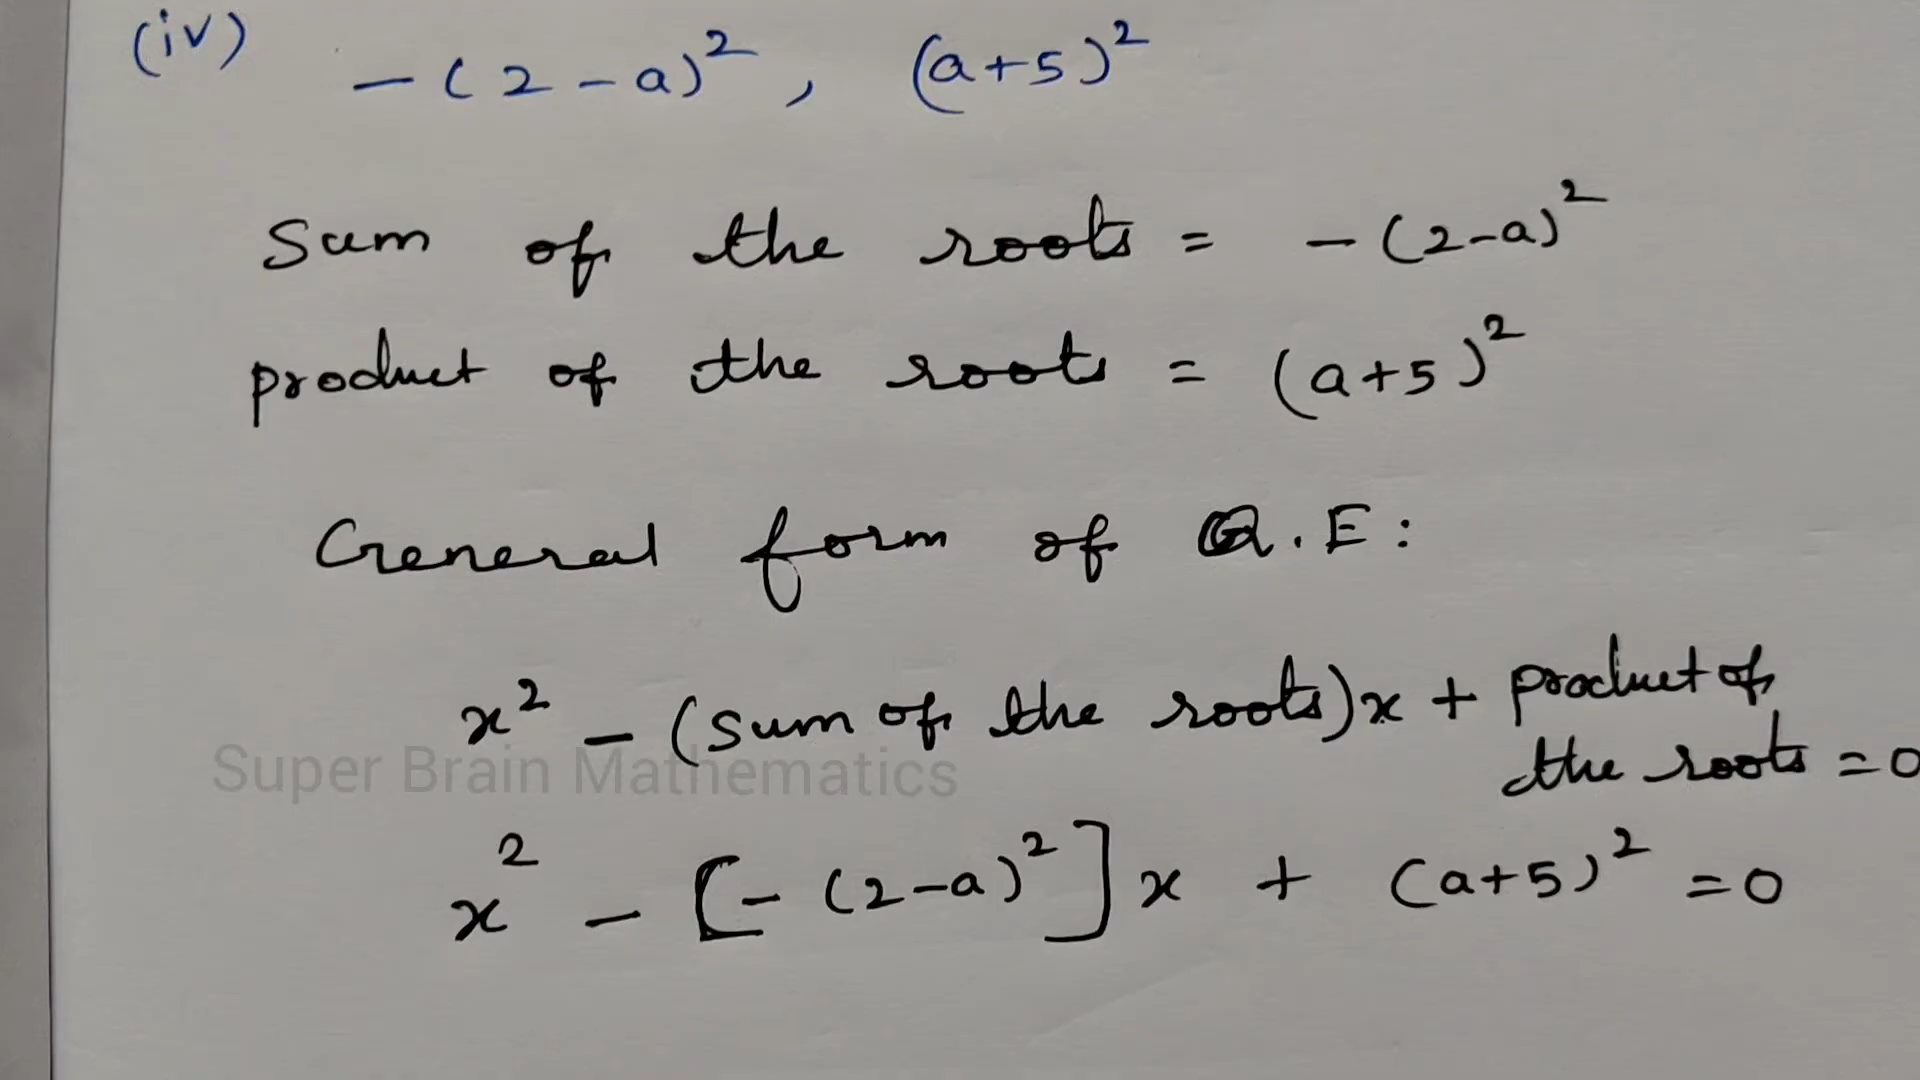 (iv) -(2-a)², (a+5)²
Sum of the roots = -(2-a)²
product of the roots = (a+5)²
General form of Q.E:
x² - (sum of the roots)x + product of
the roots = 0
Super Brain Mathematics
x² - [-(2-a)²]x + (a+5)² = 0